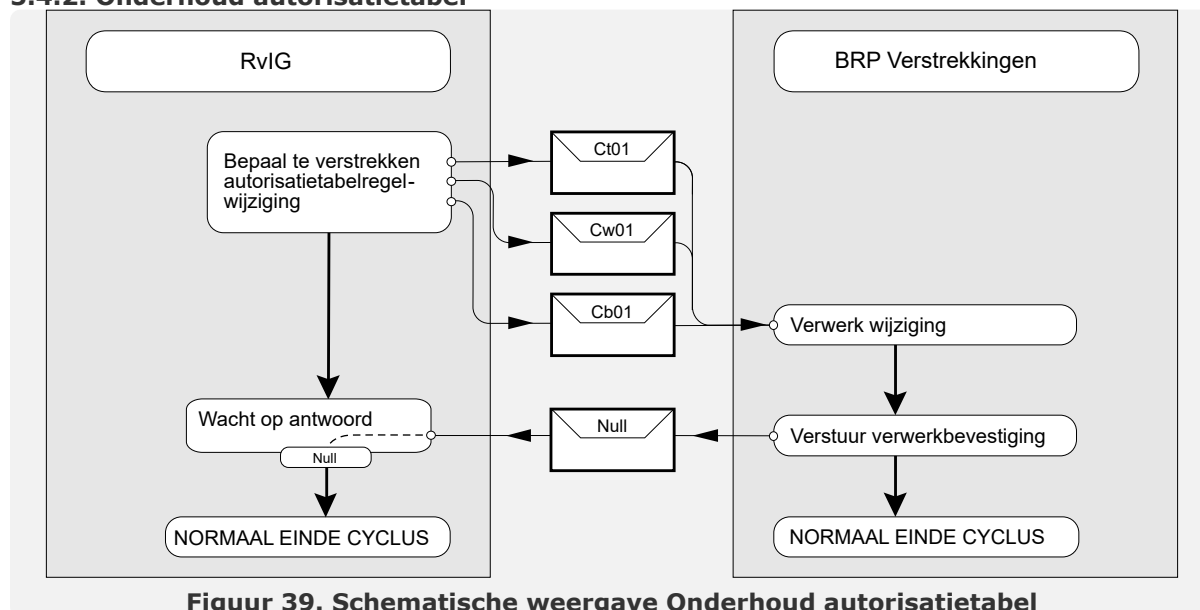 3.4.2. Onderhoud autorisatietabel
RvIG
BRP Verstrekkingen
Bepaal te verstrekken
autorisatietabelregel-
wijziging
Ct01
Cw01
Cb01
Verwerk wijziging
Wacht op antwoord
Null
Null
Verstuur verwerkbevestiging
NORMAAL EINDE CYCLUS
NORMAAL EINDE CYCLUS
Figuur 39. Schematische weergave Onderhoud autorisatietabel